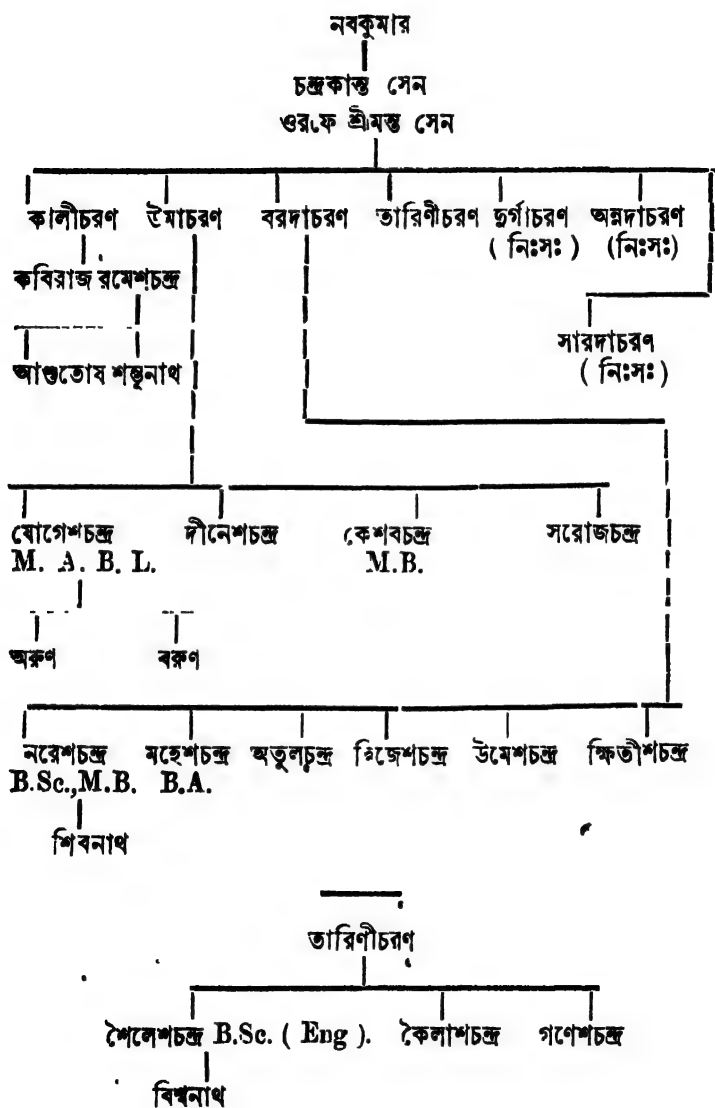 নবকুমার
চন্দ্রকান্ত সেন
ওরফে শ্রীমন্ত সেন
কালীচরণ উমাচরণ বরদাচরণ তারিণীচরণ দুর্গাচরণ অন্নদাচরণ
( নিঃসঃ ) (নিঃসঃ)
কবিরাজ রমেশচন্দ্র
সারদাচরণ
( নিঃসঃ )
আশুতোষ শম্ভুনাথ
যোগেশচন্দ্র দীনেশচন্দ্র কেশবচন্দ্র সরোজচন্দ্র
M. A. B. L. M.B.
অরুণ বরুণ
নরেশচন্দ্র মহেশচন্দ্র অতুলচন্দ্র দ্বিজেশচন্দ্র উমেশচন্দ্র ক্ষিতীশচন্দ্র
B.Sc.,M.B. B.A.
শিবনাথ
তারিণীচরণ
শৈলেশচন্দ্র B.Sc. ( Eng ). কৈলাশচন্দ্র গণেশচন্দ্র
বিশ্বনাথ